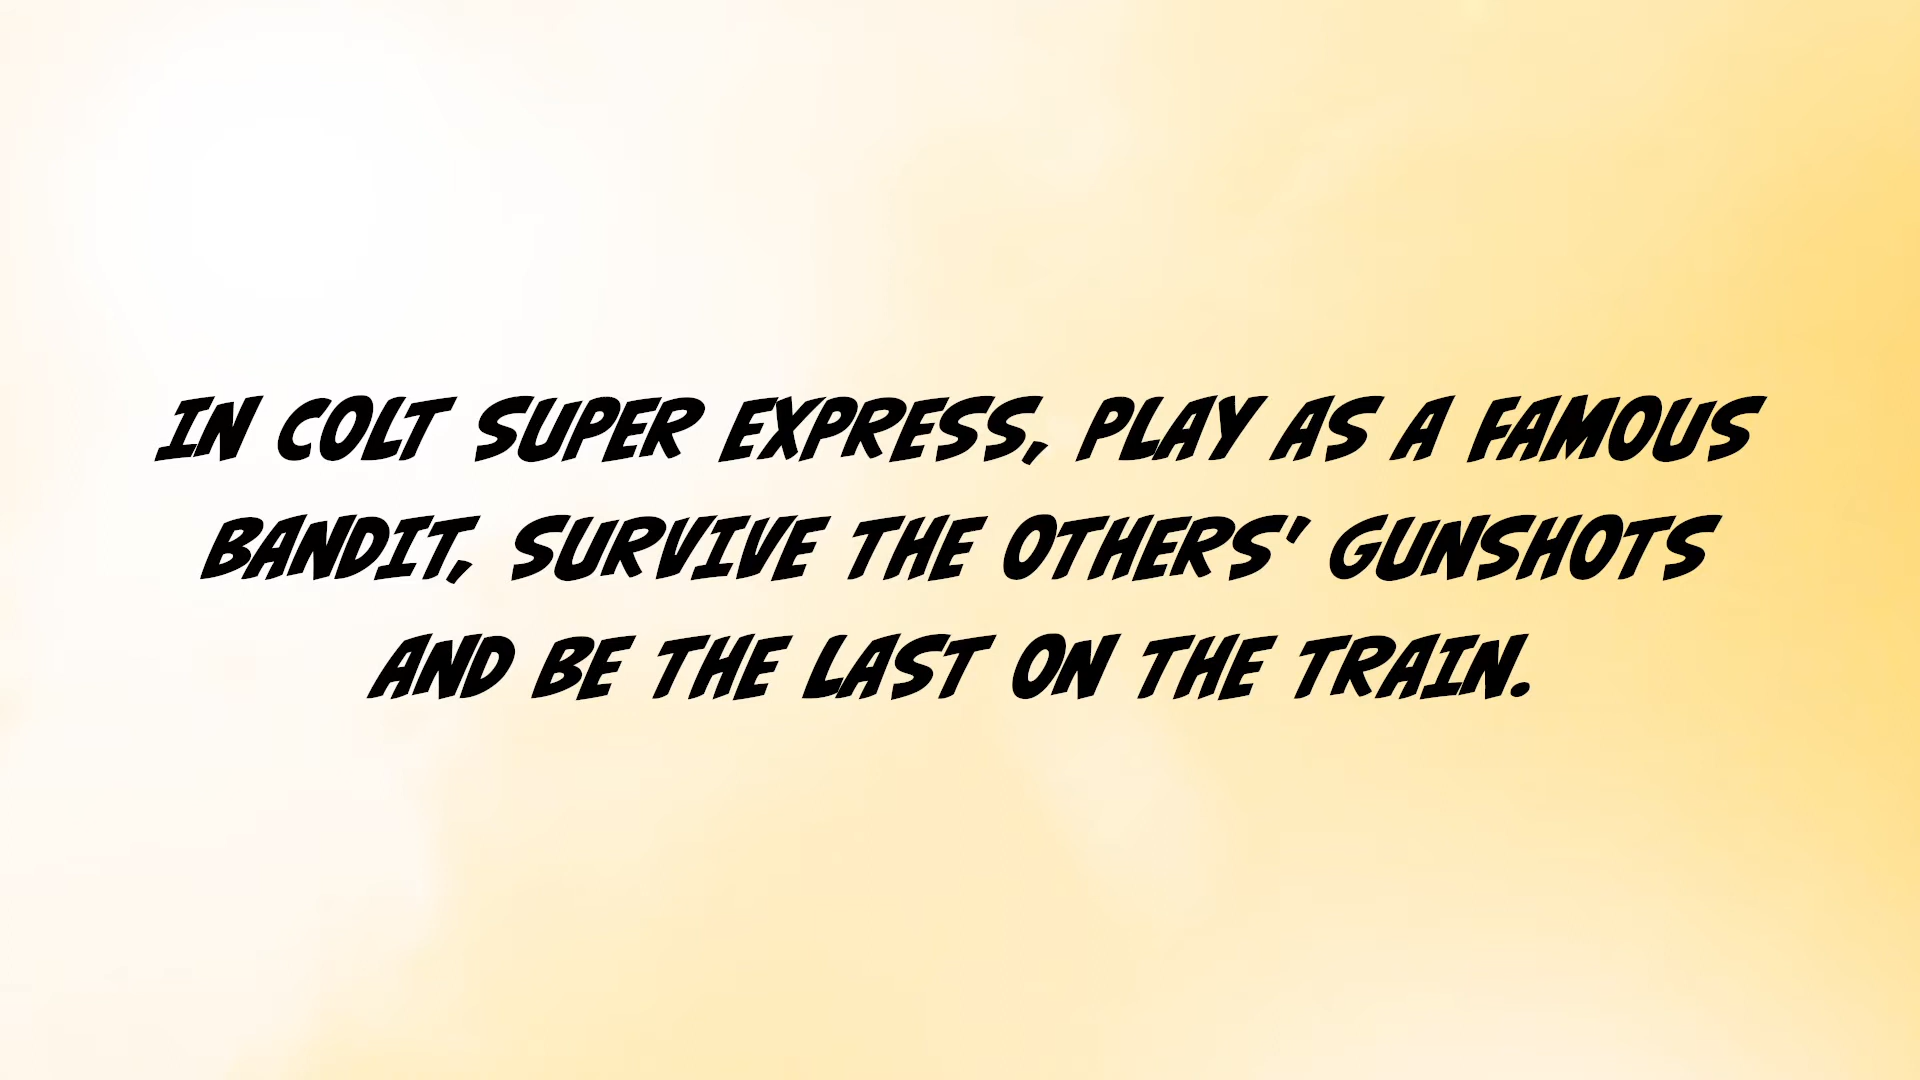 IN COLT SUPER EXPRESS, PLAY AS A FAMOUS
BANDIT, SURVIVE THE OTHERS' GUNSHOTS
AND BE THE LAST ON THE TRAIN.